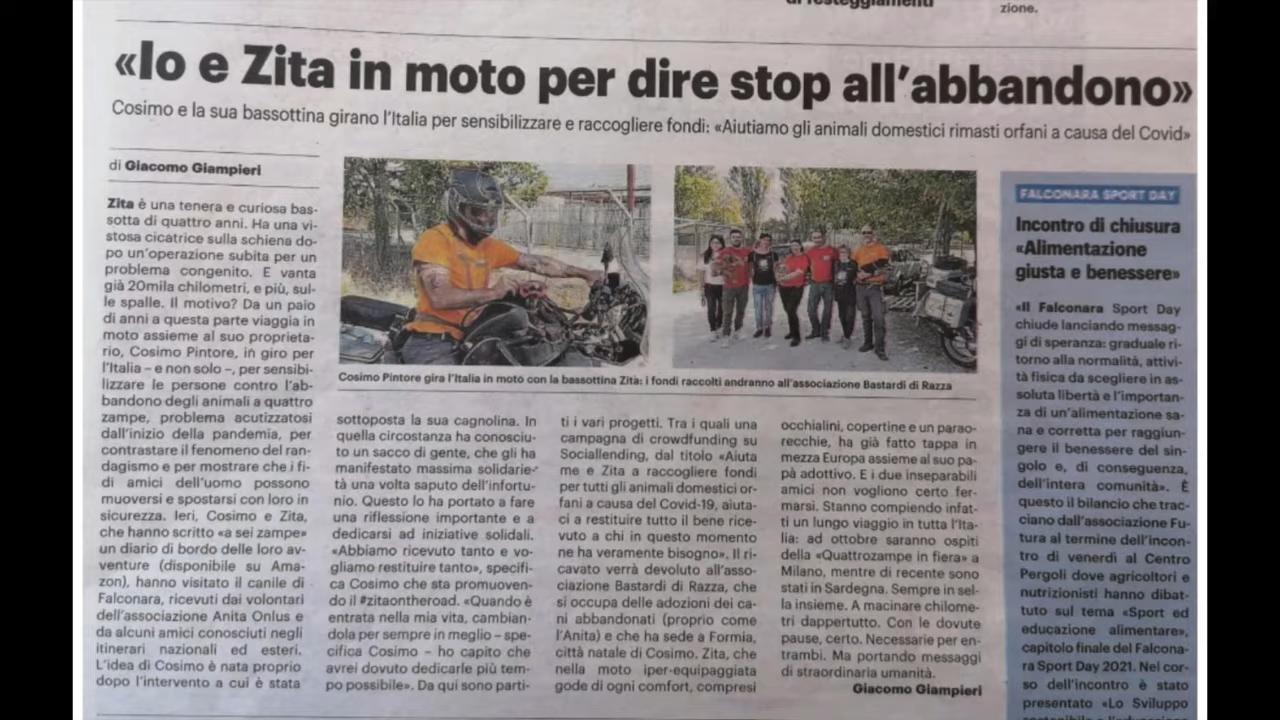 di festeggiamenti
zione.
«Io e Zita in moto per dire stop all'abbandono»
Cosimo e la sua bassottina girano l'Italia per sensibilizzare e raccogliere fondi: «Aiutiamo gli animali domestici rimasti orfani a causa del Covid»
di Giacomo Giampieri
Zita è una tenera e curiosa bas-
sotta di quattro anni. Ha una vi-
stosa cicatrice sulla schiena do-
po un'operazione subita per un
problema congenito. E vanta
già 20mila chilometri, e più, sul-
le spalle. Il motivo? Da un paio
di anni a questa parte viaggia in
moto assieme al suo proprieta-
rio, Cosimo Pintore, in giro per
l'Italia – e non solo –, per sensibi-
lizzare le persone contro l'ab-
bandono degli animali a quattro
zampe, problema acutizzatosi
dall'inizio della pandemia, per
contrastare il fenomeno del ran-
dagismo e per mostrare che i fi-
di amici dell'uomo possono
muoversi e spostarsi con loro in
sicurezza. Ieri, Cosimo e Zita,
che hanno scritto «a sei zampe»
un diario di bordo delle loro av-
venture (disponibile su Ama-
zon), hanno visitato il canile di
Falconara, ricevuti dai volontari
dell'associazione Anita Onlus e
da alcuni amici conosciuti negli
itinerari nazionali ed esteri.
L'idea di Cosimo è nata proprio
dopo l'intervento a cui è stata
Cosimo Pintore gira l'Italia in moto con la bassottina Zita: i fondi raccolti andranno all'associazione Bastardi di Razza
sottoposta la sua cagnolina. In
quella circostanza ha conosciu-
to un sacco di gente, che gli ha
manifestato massima solidarie-
tà una volta saputo dell'infortu-
nio. Questo lo ha portato a fare
una riflessione importante e a
dedicarsi ad iniziative solidali.
«Abbiamo ricevuto tanto e vo-
gliamo restituire tanto», specifi-
ca Cosimo che sta promuoven-
do il #zitaontheroad. «Quando è
entrata nella mia vita, cambian-
dola per sempre in meglio – spe-
cifica Cosimo – ho capito che
avrei dovuto dedicarle più tem-
po possibile». Da qui sono parti-
ti i vari progetti. Tra i quali una
campagna di crowdfunding su
Sociallending, dal titolo «Aiuta
me e Zita a raccogliere fondi
per tutti gli animali domestici or-
fani a causa del Covid-19, aiuta-
ci a restituire tutto il bene rice-
vuto a chi in questo momento
ne ha veramente bisogno». Il ri-
cavato verrà devoluto all'asso-
ciazione Bastardi di Razza, che
si occupa delle adozioni dei ca-
ni abbandonati (proprio come
l'Anita) e che ha sede a Formia,
città natale di Cosimo. Zita, che
nella moto iper-equipaggiata
gode di ogni comfort, compresi
occhialini, copertine e un parao-
recchie, ha già fatto tappa in
mezza Europa assieme al suo pa-
pà adottivo. E i due inseparabili
amici non vogliono certo fer-
marsi. Stanno compiendo infat-
ti un lungo viaggio in tutta l'Ita-
lia: ad ottobre saranno ospiti
della «Quattrozampe in fiera» a
Milano, mentre di recente sono
stati in Sardegna. Sempre in sel-
la insieme. A macinare chilome-
tri dappertutto. Con le dovute
pause, certo. Necessarie per en-
trambi. Ma portando messaggi
di straordinaria umanità.
Giacomo Giampieri
FALCONARA SPORT DAY
Incontro di chiusura
«Alimentazione
giusta e benessere»
«Il Falconara Sport Day
chiude lanciando messag-
gi di speranza: graduale ri-
torno alla normalità, attivi-
tà fisica da scegliere in as-
soluta libertà e l'importan-
za di un'alimentazione sa-
na e corretta per raggiun-
gere il benessere del sin-
golo e, di conseguenza,
dell'intera comunità». È
questo il bilancio che trac-
ciano dall'associazione Fu-
tura al termine dell'incon-
tro di venerdì al Centro
Pergoli dove agricoltori e
nutrizionisti hanno dibat-
tuto sul tema «Sport ed
educazione alimentare»,
capitolo finale del Falcona-
ra Sport Day 2021. Nel cor-
so dell'incontro è stato
presentato «Lo Sviluppo